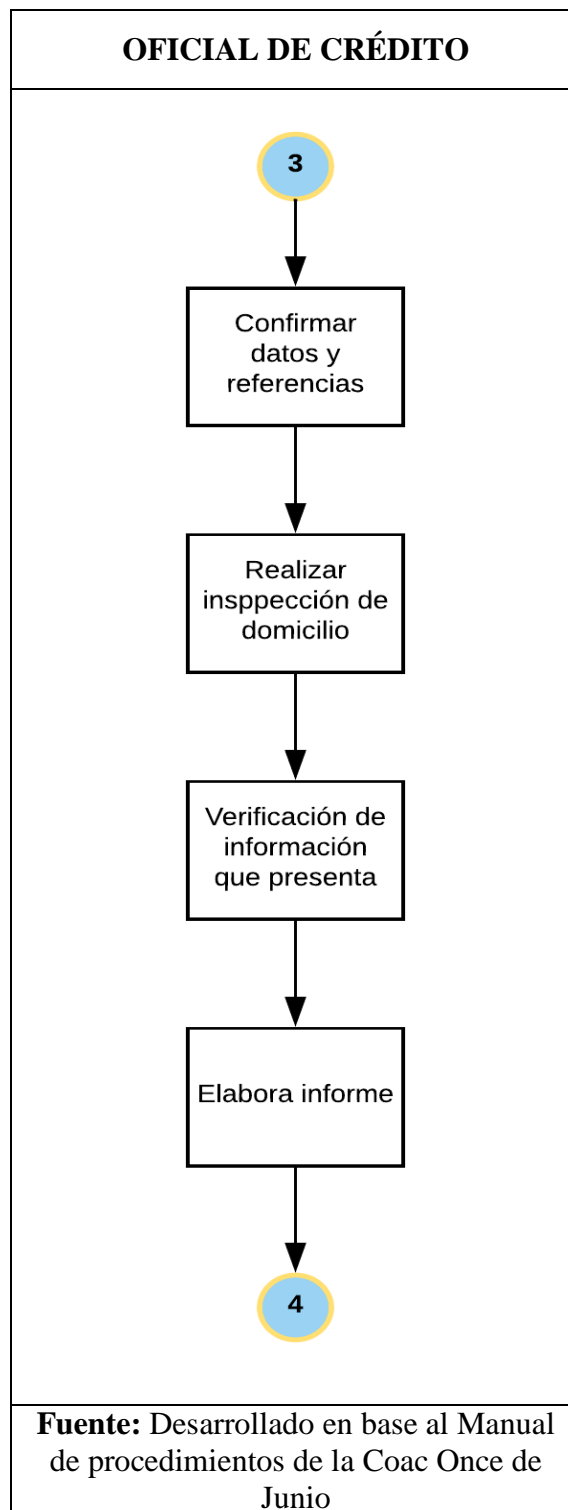 OFICIAL DE CRÉDITO
3
Confirmar
datos y
referencias
Realizar
insppección de
domicilio
Verificación de
información
que presenta
Elabora informe
4
Fuente: Desarrollado en base al Manual
de procedimientos de la Coac Once de
Junio